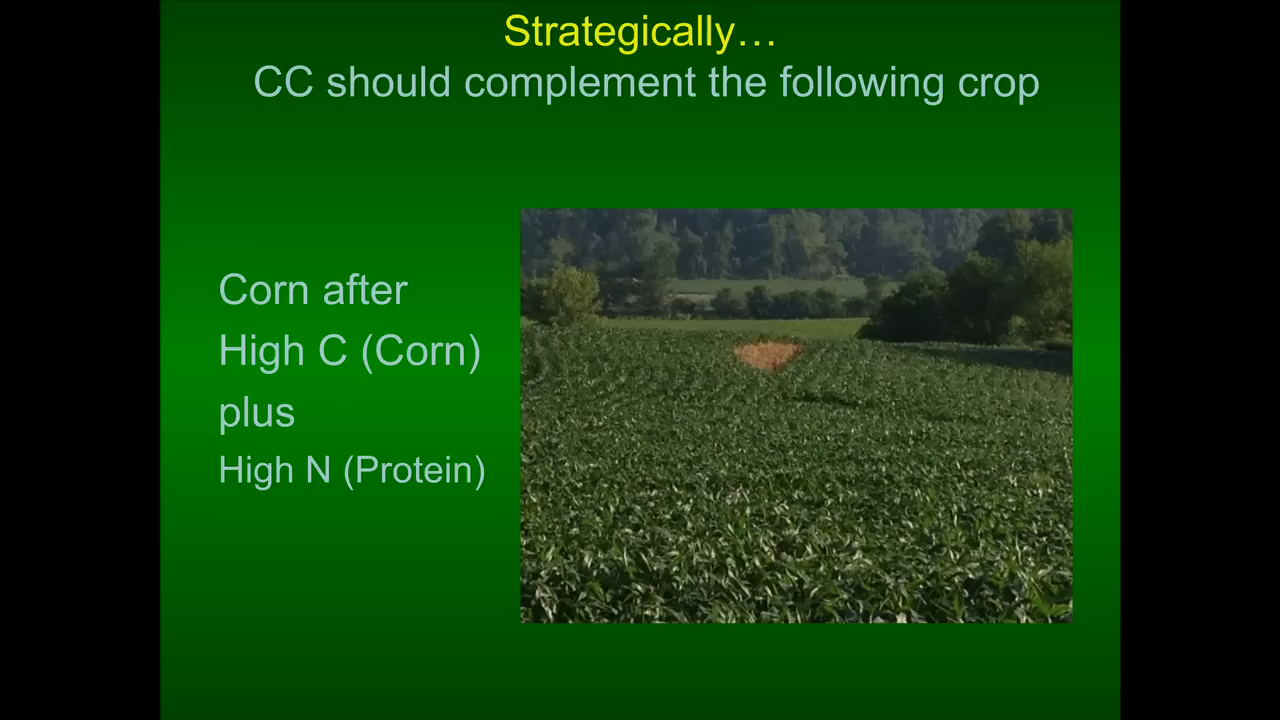 Strategically…
CC should complement the following crop
Corn after
High C (Corn)
plus
High N (Protein)